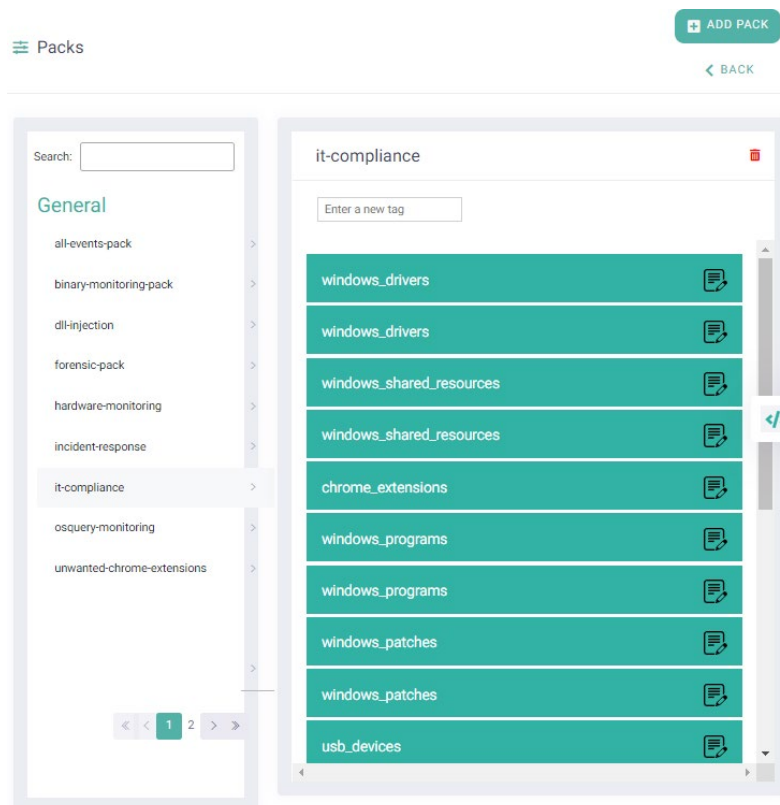 Packs
ADD PACK
BACK
Search:
General
all-events-pack
binary-monitoring-pack
dll-injection
forensic-pack
hardware-monitoring
incident-response
it-compliance
osquery-monitoring
unwanted-chrome-extensions
« < 1 2 > »
it-compliance
Enter a new tag
windows_drivers
windows_drivers
windows_shared_resources
windows_shared_resources
chrome_extensions
windows_programs
windows_programs
windows_patches
windows_patches
usb_devices